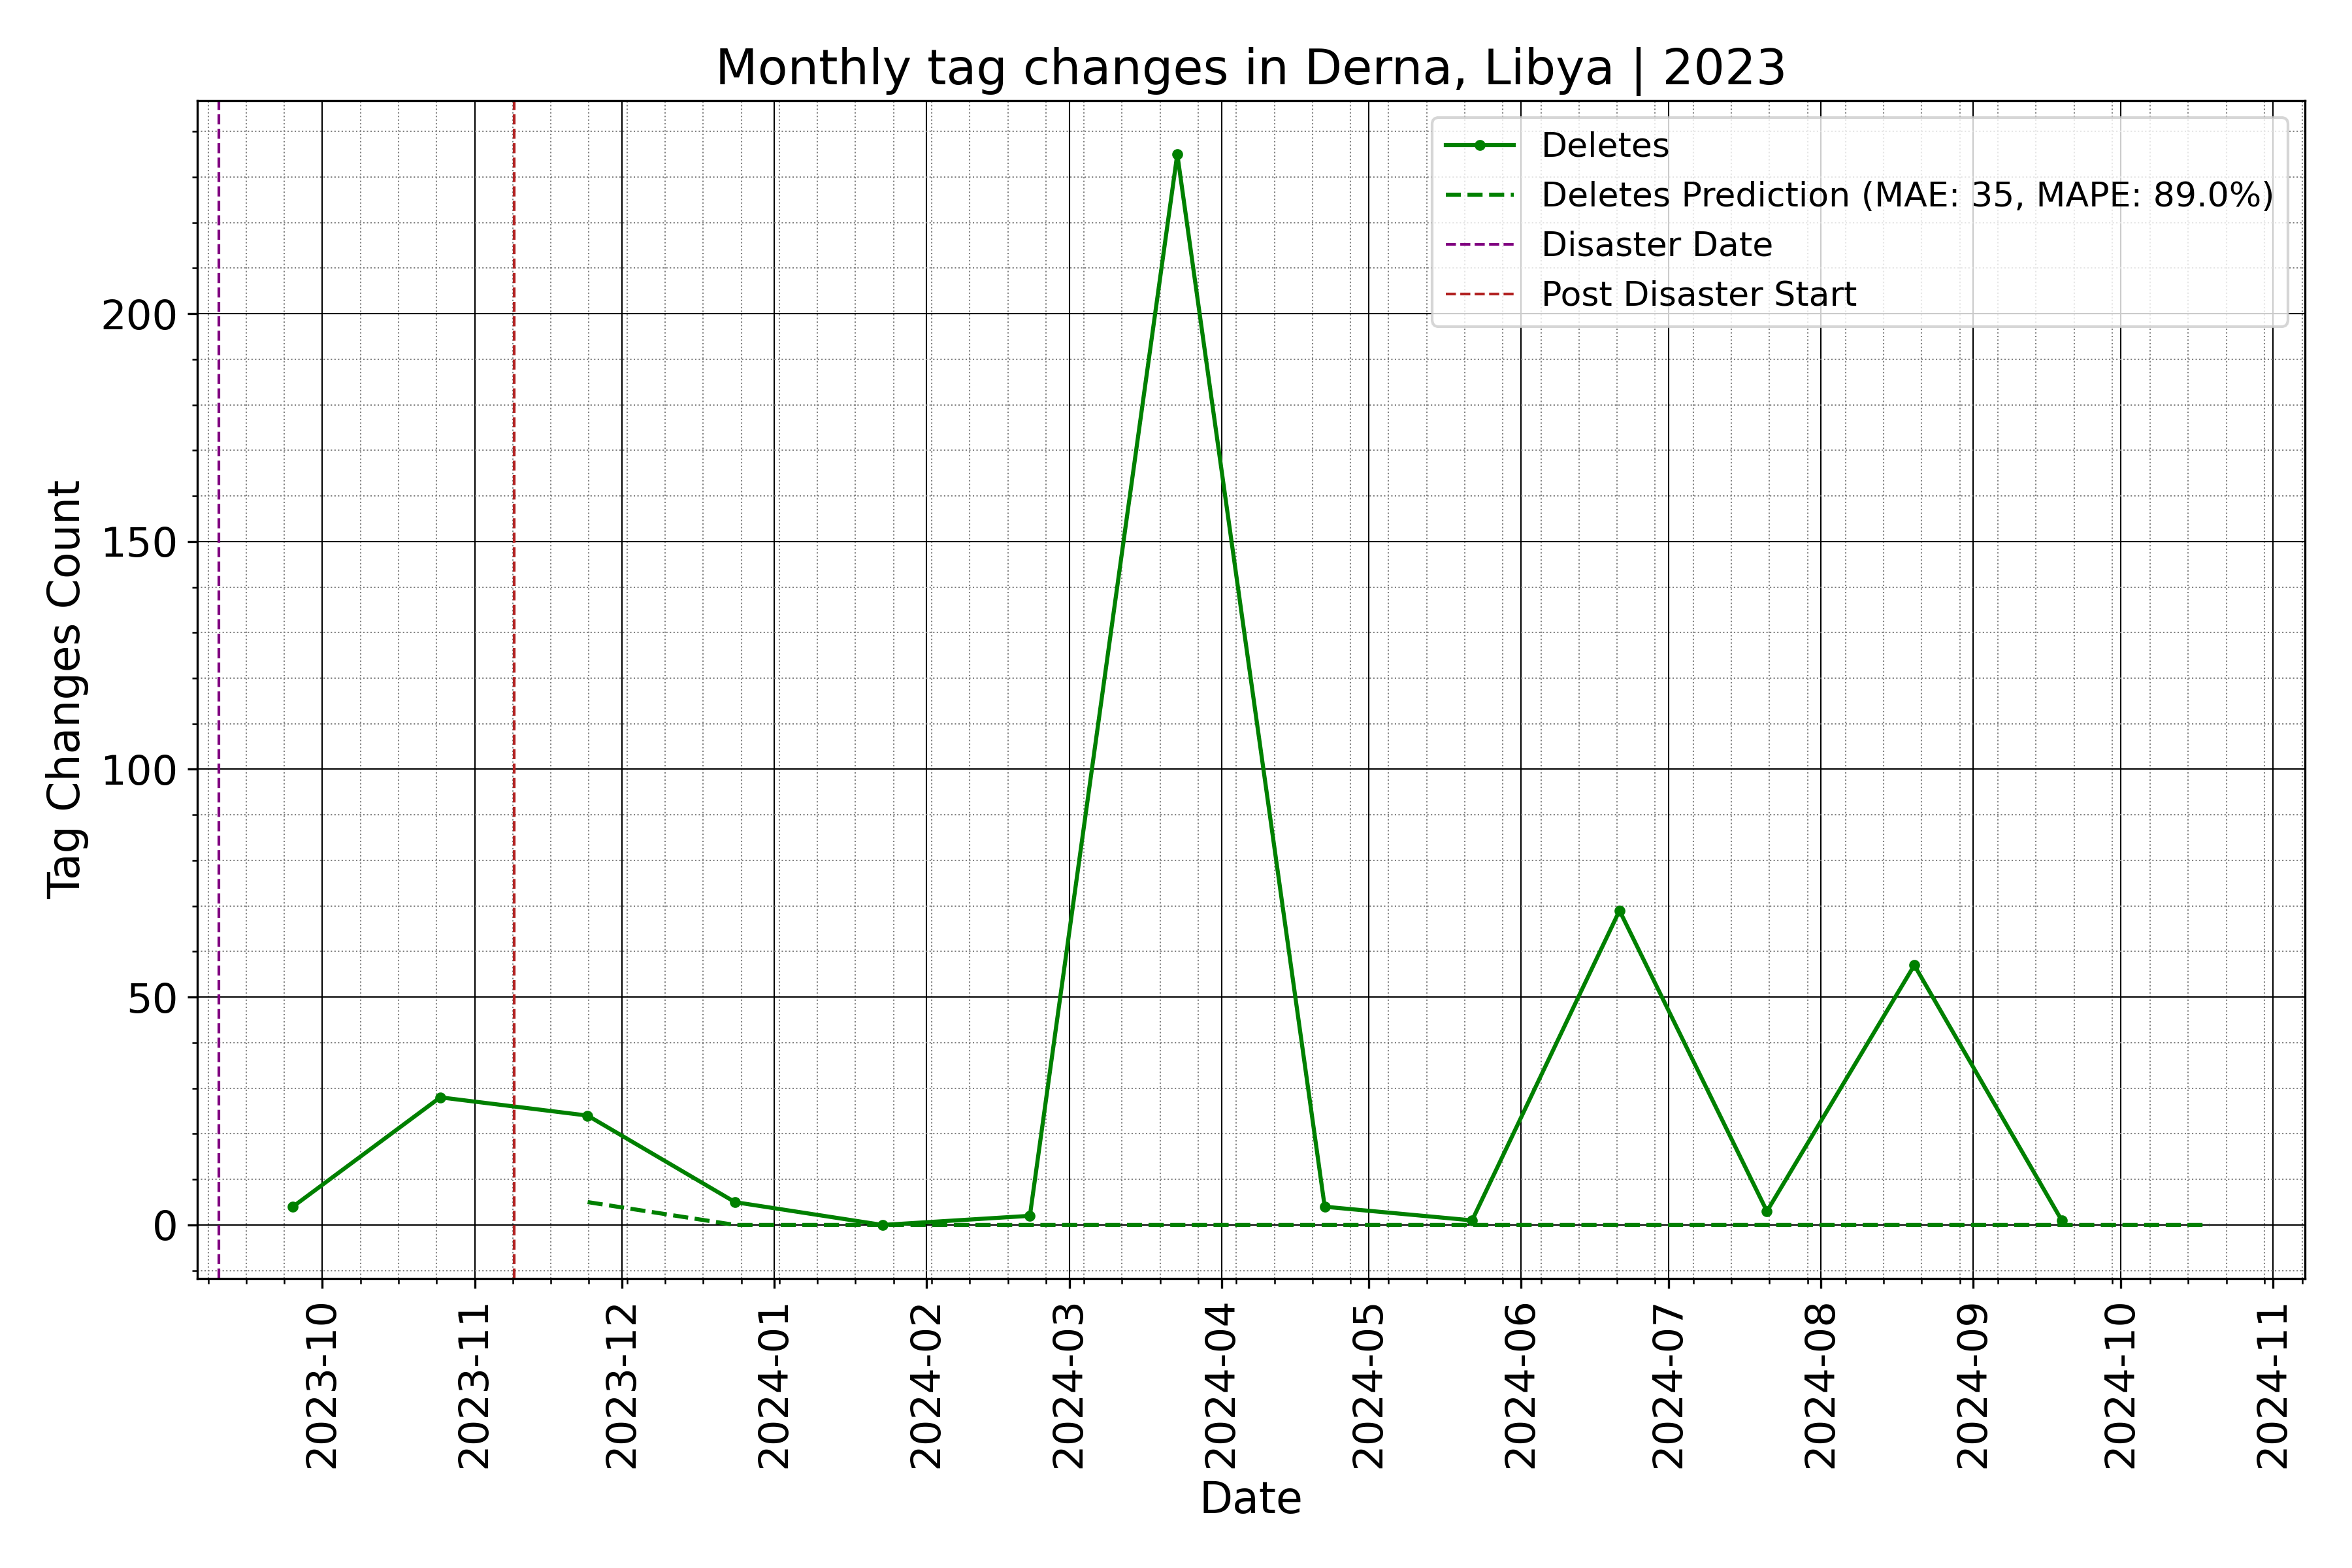 Monthly tag changes in Derna, Libya | 2023
Deletes
Deletes Prediction (MAE: 35, MAPE: 89.0%)
Disaster Date
Post Disaster Start
Tag Changes Count
200
150
100
50
0
2023-10
2023-11
2023-12
2024-01
2024-02
2024-03
2024-04
2024-05
2024-06
2024-07
2024-08
2024-09
2024-10
2024-11
Date